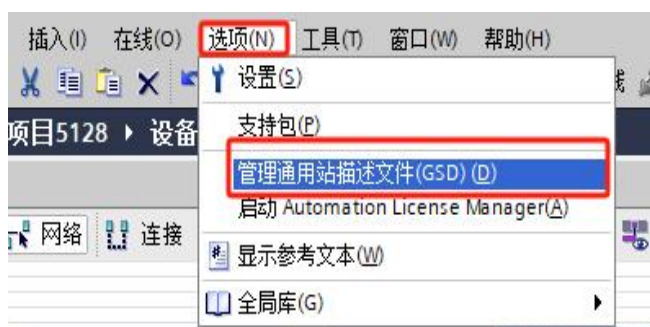 插入(I) 在线(O) 选项(N) 工具(T) 窗口(W) 帮助(H)
设置(S)
项目5128 ▸ 设备
支持包(P)
管理通用站描述文件(GSD) (D)
启动 Automation License Manager(A)
网络 连接
显示参考文本(W)
全局库(G)